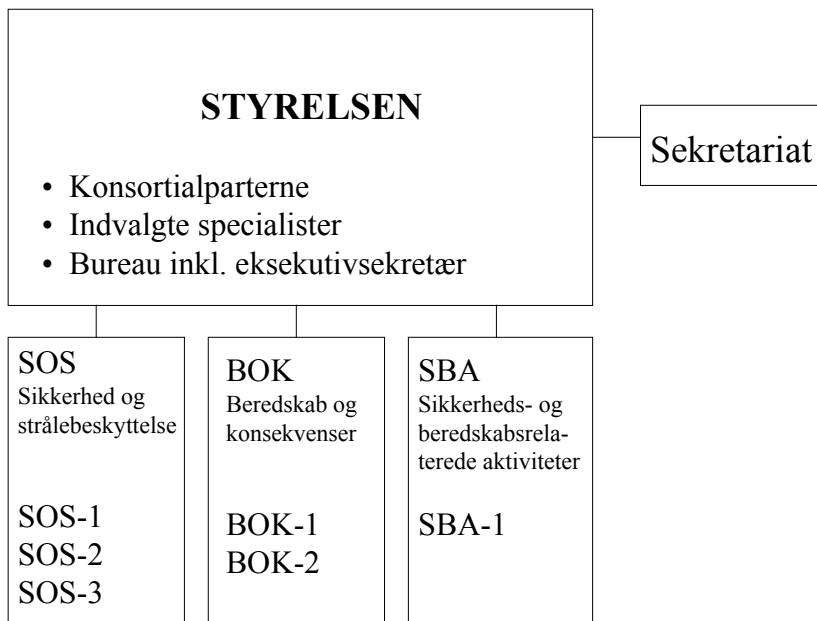 STYRELSEN
• Konsortialparterne
• Indvalgte specialister
• Bureau inkl. eksekutivsekretær
Sekretariat
SOS
Sikkerhed og
strålebeskyttelse
SOS-1
SOS-2
SOS-3
BOK
Beredskab og
konsekvenser
BOK-1
BOK-2
SBA
Sikkerheds- og
beredskabsrela-
terede aktiviteter
SBA-1